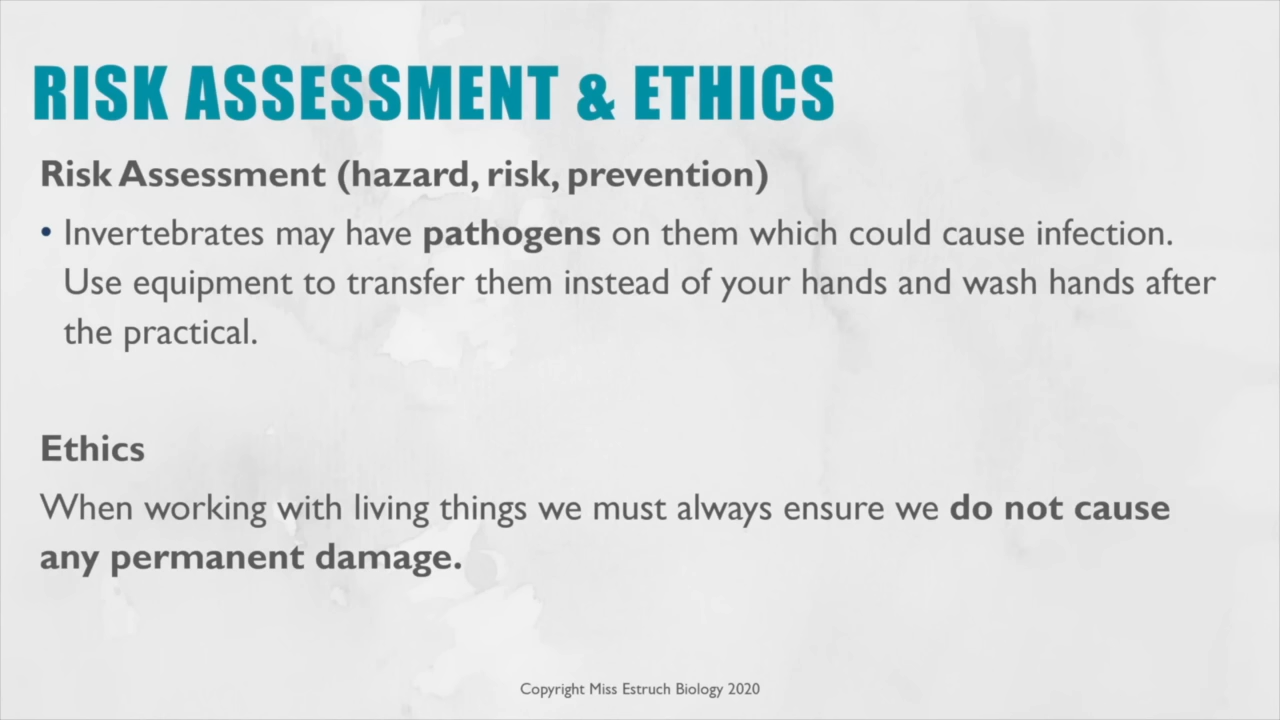 RISK ASSESSMENT & ETHICS
Risk Assessment (hazard, risk, prevention)
• Invertebrates may have pathogens on them which could cause infection.
Use equipment to transfer them instead of your hands and wash hands after
the practical.
Ethics
When working with living things we must always ensure we do not cause
any permanent damage.
Copyright Miss Estruch Biology 2020